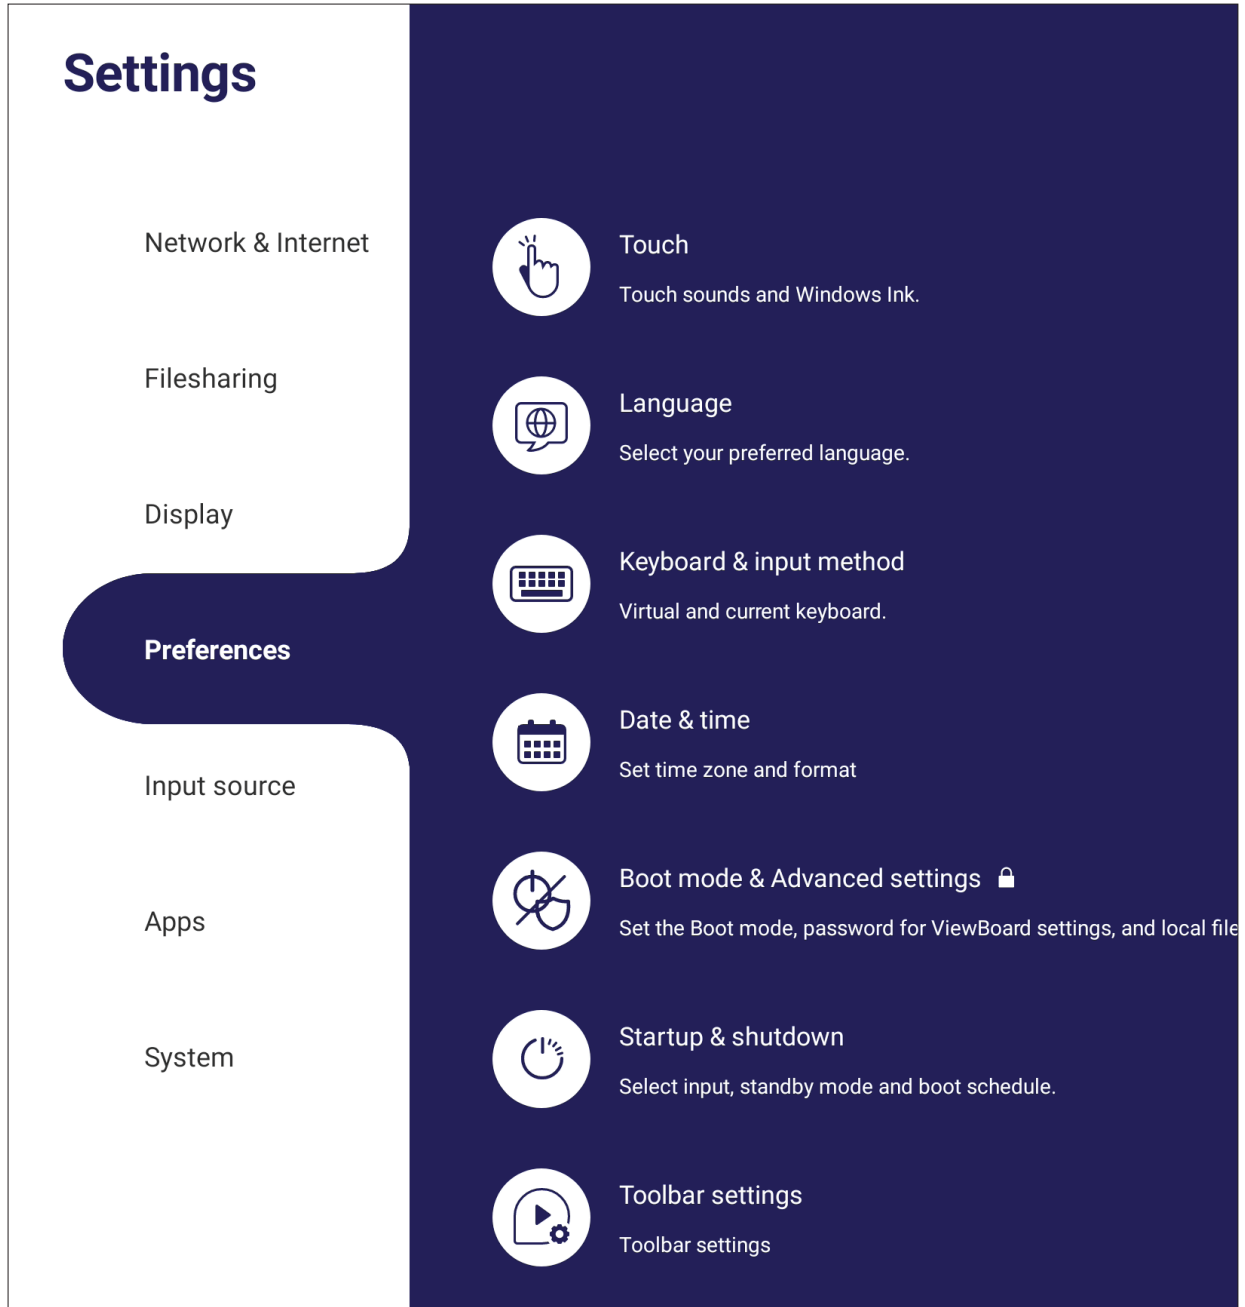 Settings
Network & Internet
Filesharing
Display
Preferences
Input source
Apps
System
Touch
Touch sounds and Windows Ink.
Language
Select your preferred language.
Keyboard & input method
Virtual and current keyboard.
Date & time
Set time zone and format
Boot mode & Advanced settings
Set the Boot mode, password for ViewBoard settings, and local file
Startup & shutdown
Select input, standby mode and boot schedule.
Toolbar settings
Toolbar settings